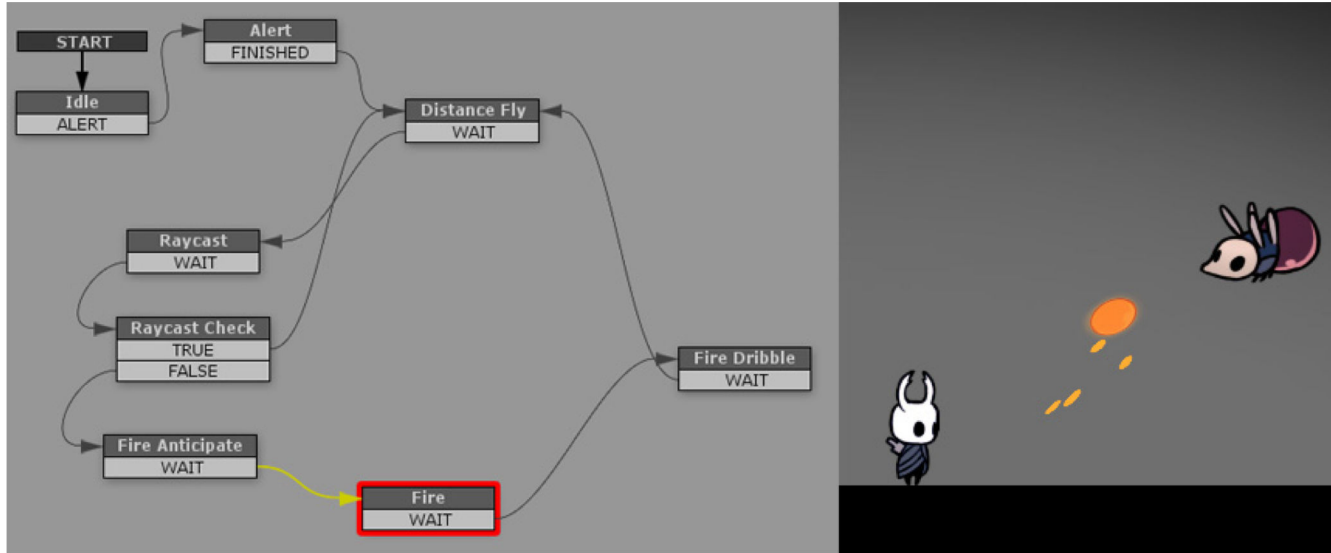 START
Idle
ALERT
Alert
FINISHED
Distance Fly
WAIT
Raycast
WAIT
Raycast Check
TRUE
FALSE
Fire Anticipate
WAIT
Fire
WAIT
Fire Dribble
WAIT